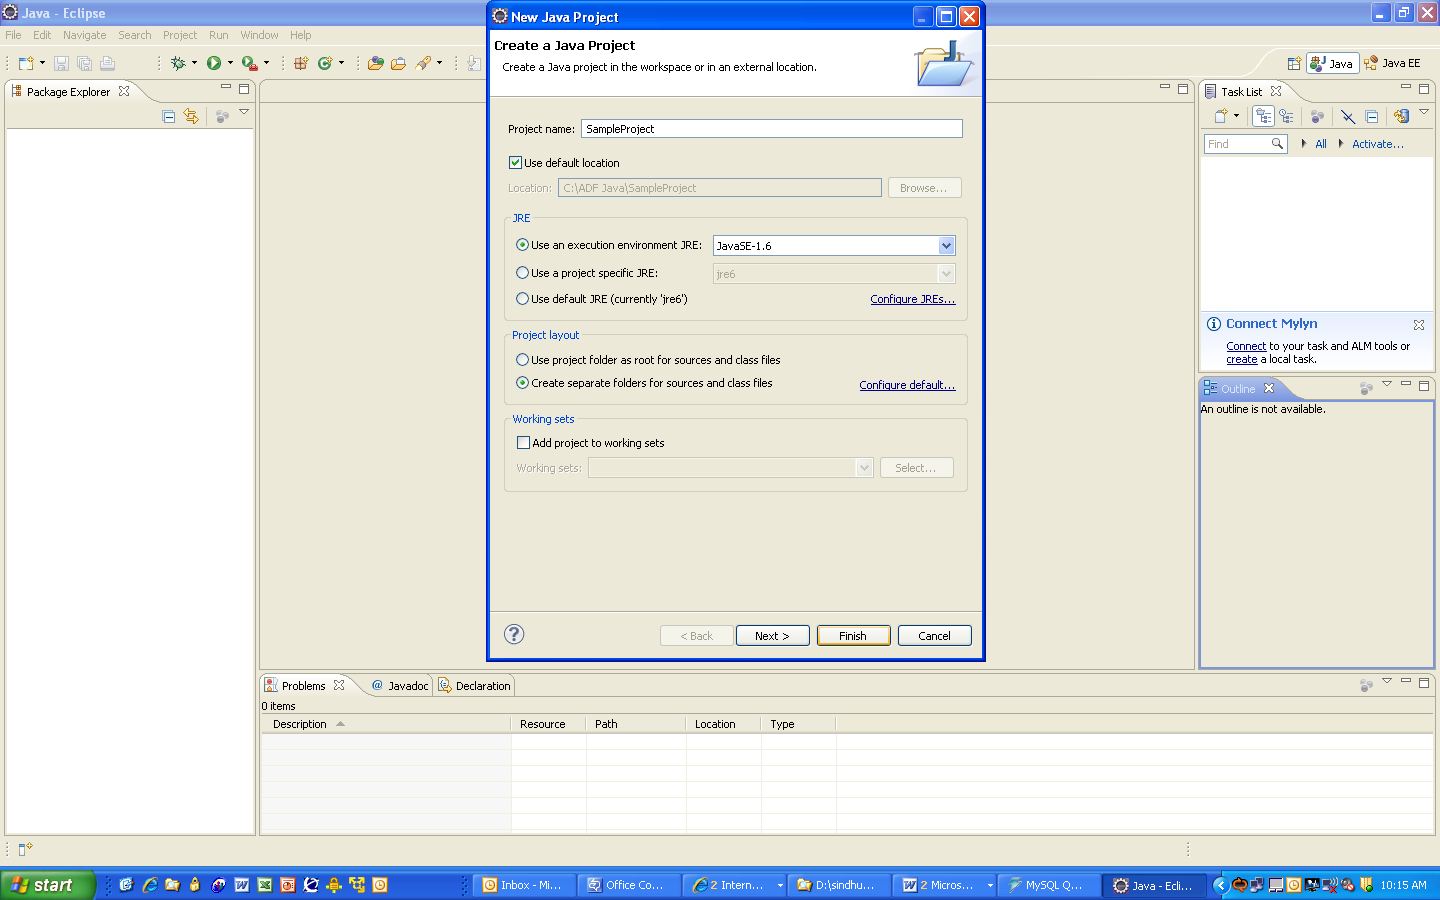 Java - Eclipse
File Edit Navigate Search Project Run Window Help
Java
Java EE
Package Explorer
New Java Project
Create a Java Project
Create a Java project in the workspace or in an external location.
Project name: SampleProject
Use default location
Location: C:\ADF Java\SampleProject Browse...
JRE
Use an execution environment JRE: JavaSE-1.6
Use a project specific JRE: jre6
Use default JRE (currently 'jre6') Configure JREs...
Project layout
Use project folder as root for sources and class files
Create separate folders for sources and class files Configure default...
Working sets
Add project to working sets
Working sets: Select...
? < Back Next > Finish Cancel
Task List
Find All Activate...
Connect Mylyn
Connect to your task and ALM tools or
create a local task.
Outline
An outline is not available.
Problems @ Javadoc Declaration
0 items
Description Resource Path Location Type
start Inbox - Mi... Office Co... 2 Intern... D:\sindhu... 2 Micros... MySQL Q... Java - Ecli... 10:15 AM